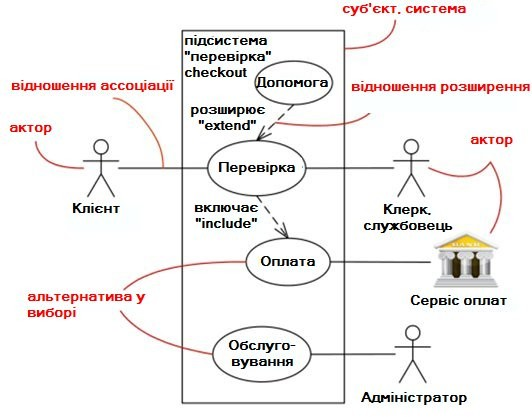 суб'єкт, система
підсистема
"перевірка"
checkout
Допомога
відношення ассоціації
відношення розширення
розширює
"extend"
актор
актор
Перевірка
Клієнт
Клерк,
службовець
включає
"include"
BANK
Оплата
Сервіс оплат
альтернатива у
виборі
Обслуго-
вування
Адміністратор